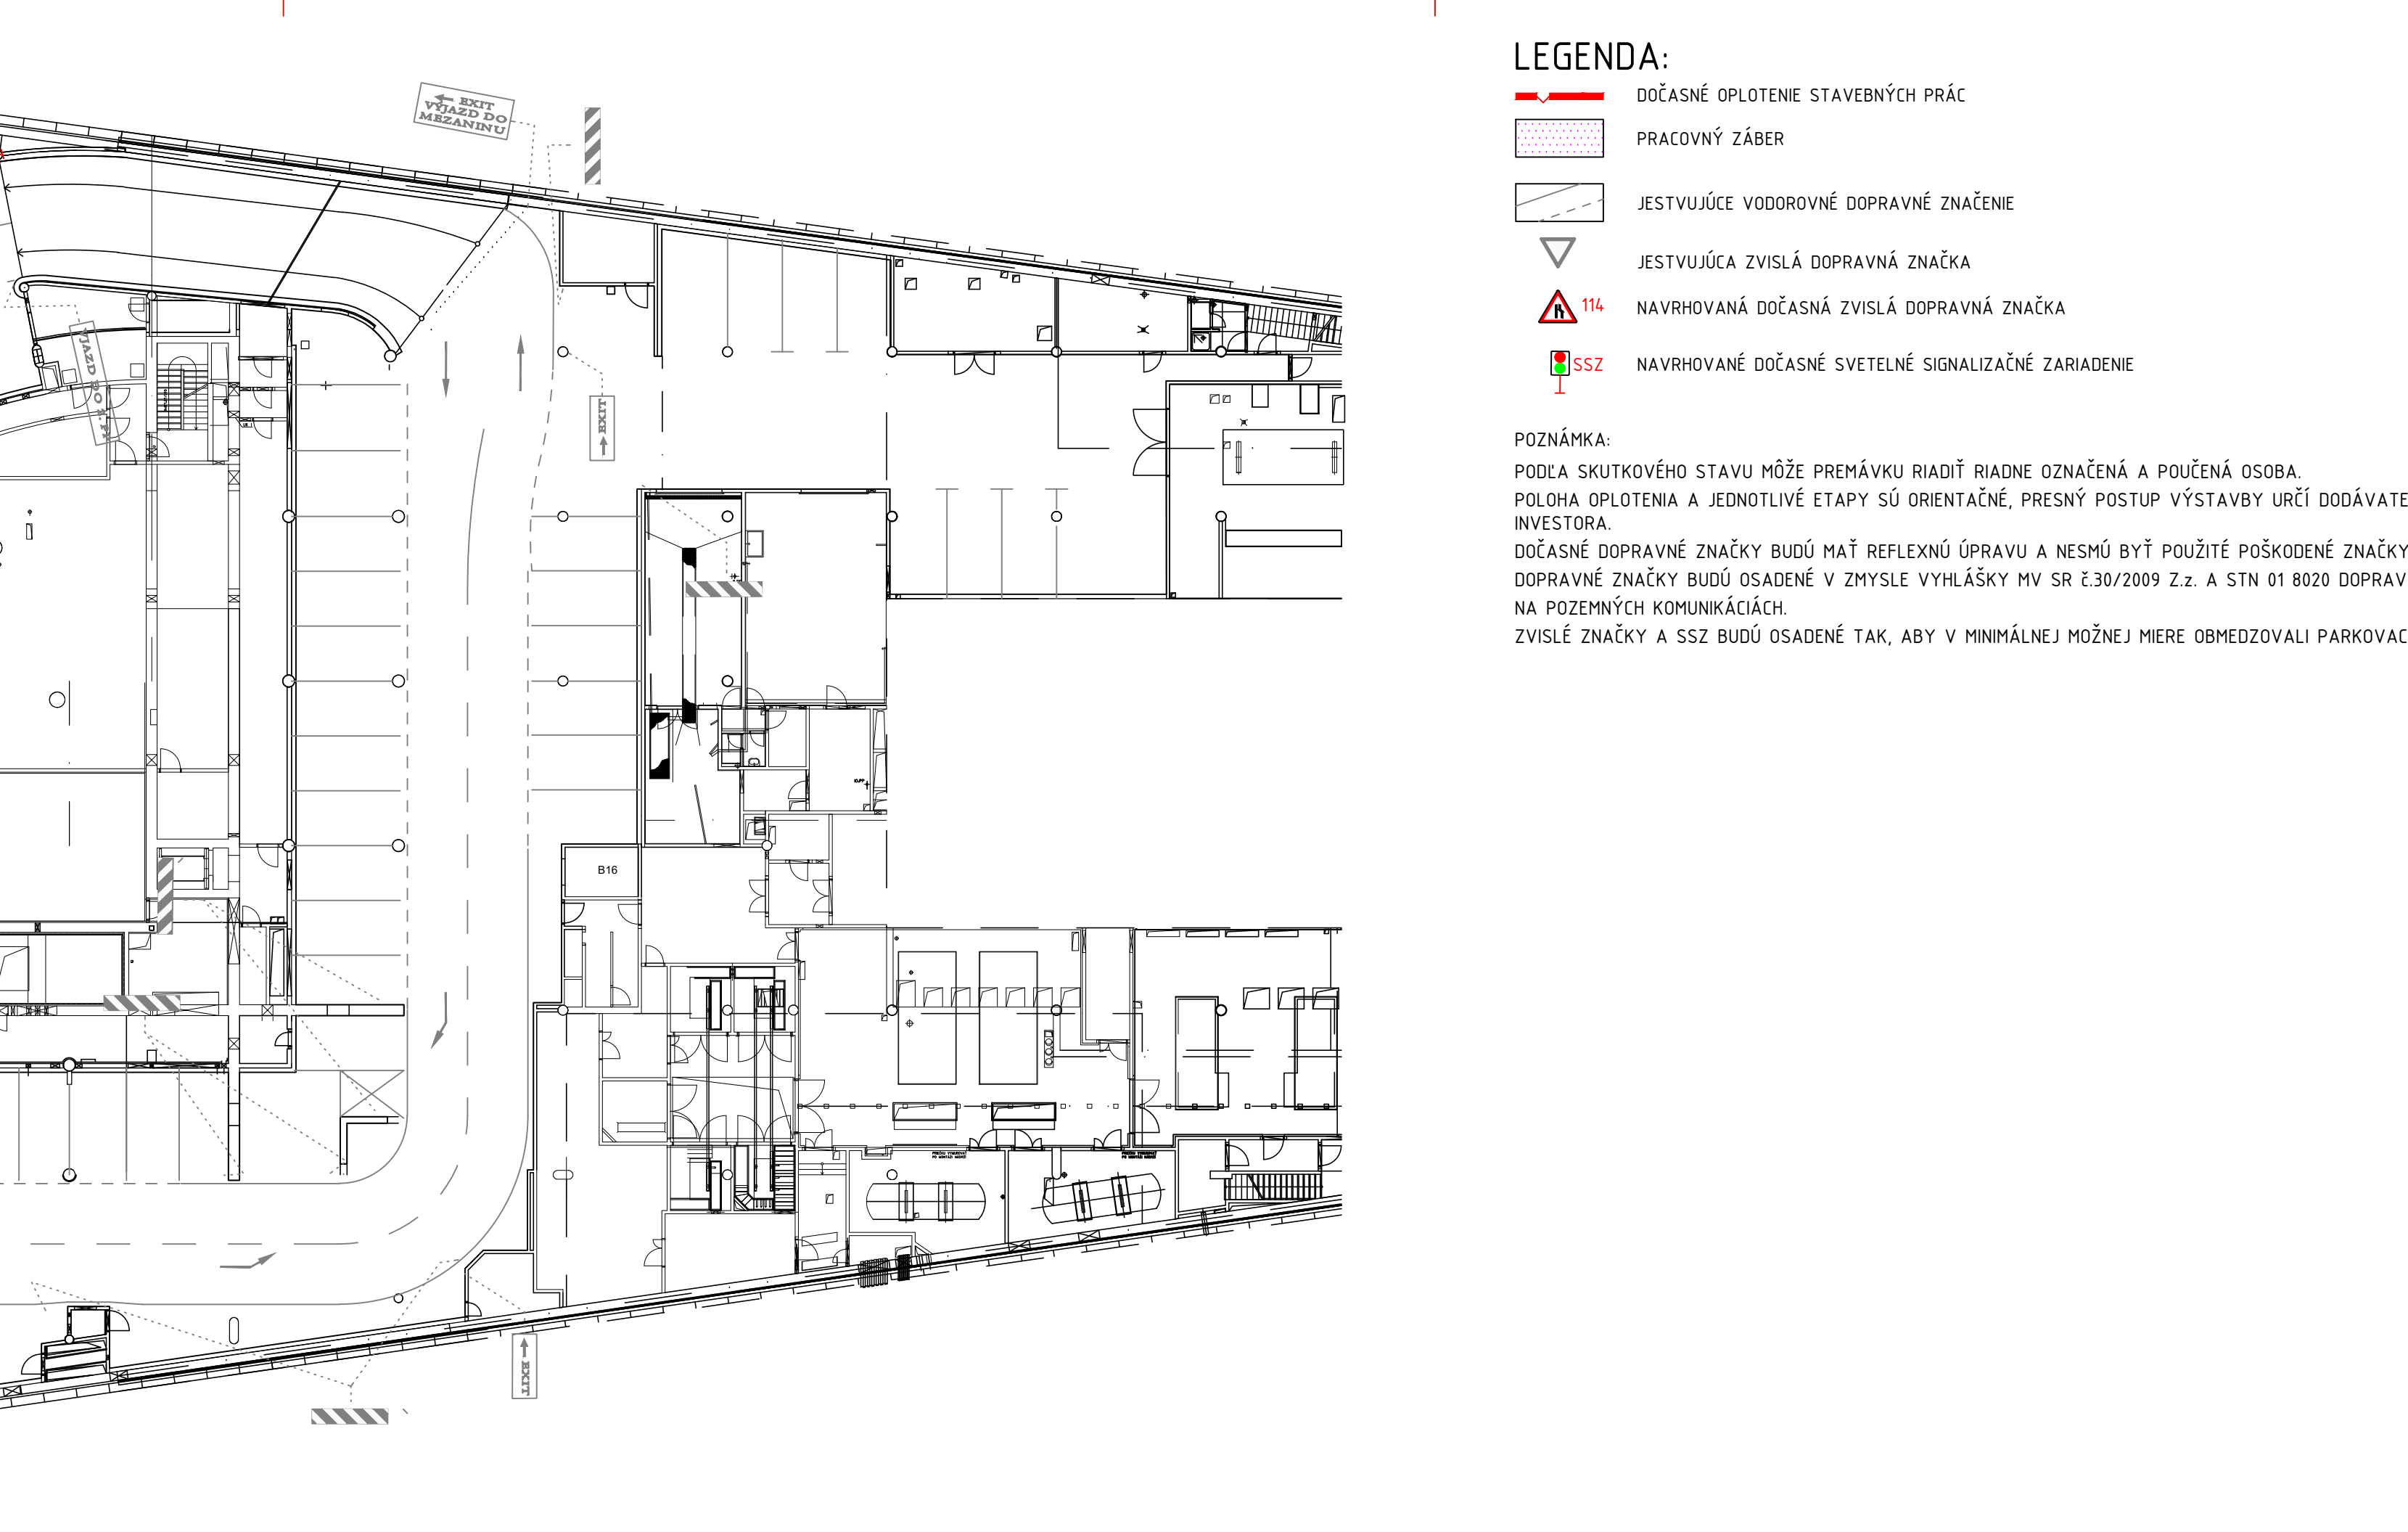 EXIT
VÝJAZD DO
MEZANINU
EXIT
B16
EXIT
LEGENDA:
DOČASNÉ OPLOTENIE STAVEBNÝCH PRÁC
PRACOVNÝ ZÁBER
JESTVUJÚCE VODOROVNÉ DOPRAVNÉ ZNAČENIE
JESTVUJÚCA ZVISLÁ DOPRAVNÁ ZNAČKA
114 NAVRHOVANÁ DOČASNÁ ZVISLÁ DOPRAVNÁ ZNAČKA
SSZ NAVRHOVANÉ DOČASNÉ SVETELNÉ SIGNALIZAČNÉ ZARIADENIE
POZNÁMKA:
PODĽA SKUTKOVÉHO STAVU MÔŽE PREMÁVKU RIADIŤ RIADNE OZNAČENÁ A POUČENÁ OSOBA.
POLOHA OPLOTENIA A JEDNOTLIVÉ ETAPY SÚ ORIENTAČNÉ, PRESNÝ POSTUP VÝSTAVBY URČÍ DODÁVATE
INVESTORA.
DOČASNÉ DOPRAVNÉ ZNAČKY BUDÚ MAŤ REFLEXNÚ ÚPRAVU A NESMÚ BYŤ POUŽITÉ POŠKODENÉ ZNAČKY
DOPRAVNÉ ZNAČKY BUDÚ OSADENÉ V ZMYSLE VYHLÁŠKY MV SR č.30/2009 Z.z. A STN 01 8020 DOPRAV
NA POZEMNÝCH KOMUNIKÁCIÁCH.
ZVISLÉ ZNAČKY A SSZ BUDÚ OSADENÉ TAK, ABY V MINIMÁLNEJ MOŽNEJ MIERE OBMEDZOVALI PARKOVAC